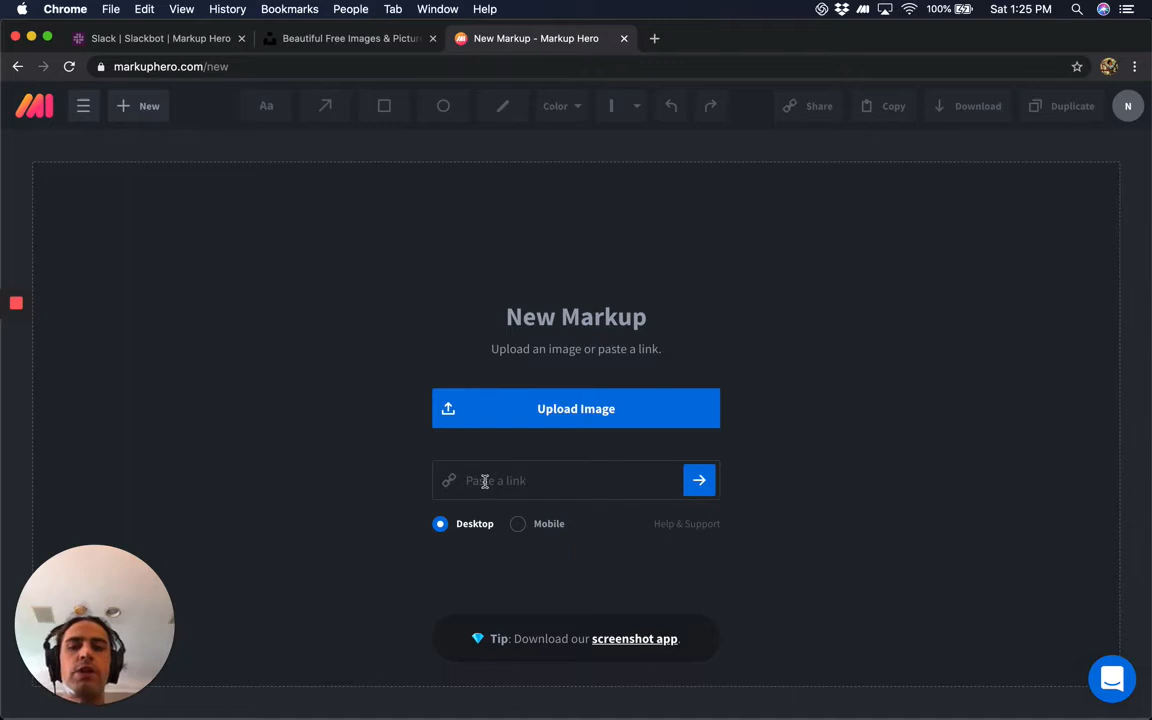 Chrome File Edit View History Bookmarks People Tab Window Help 100% Sat 1:25 PM
Slack | Slackbot | Markup Hero Beautiful Free Images & Pictur New Markup - Markup Hero
markuphero.com/new
New Aa Color Share Copy Download Duplicate N
New Markup
Upload an image or paste a link.
Upload Image
Paste a link
Desktop Mobile Help & Support
Tip: Download our screenshot app.